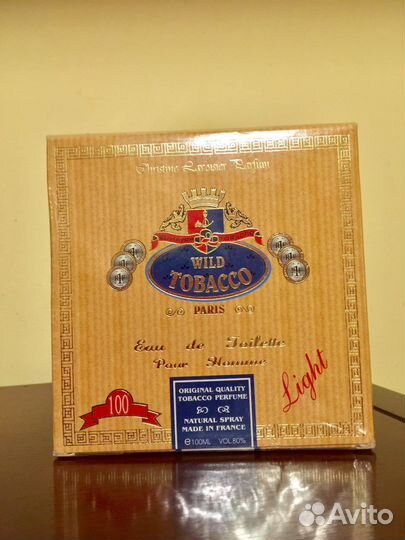 Christine Lavoisier Parfum
WILD
TOBACCO
PARIS
Eau de Toilette
Pour Homme
Light
100
ORIGINAL QUALITY
TOBACCO PERFUME
NATURAL SPRAY
MADE IN FRANCE
℮100ML VOL.80%
Avito